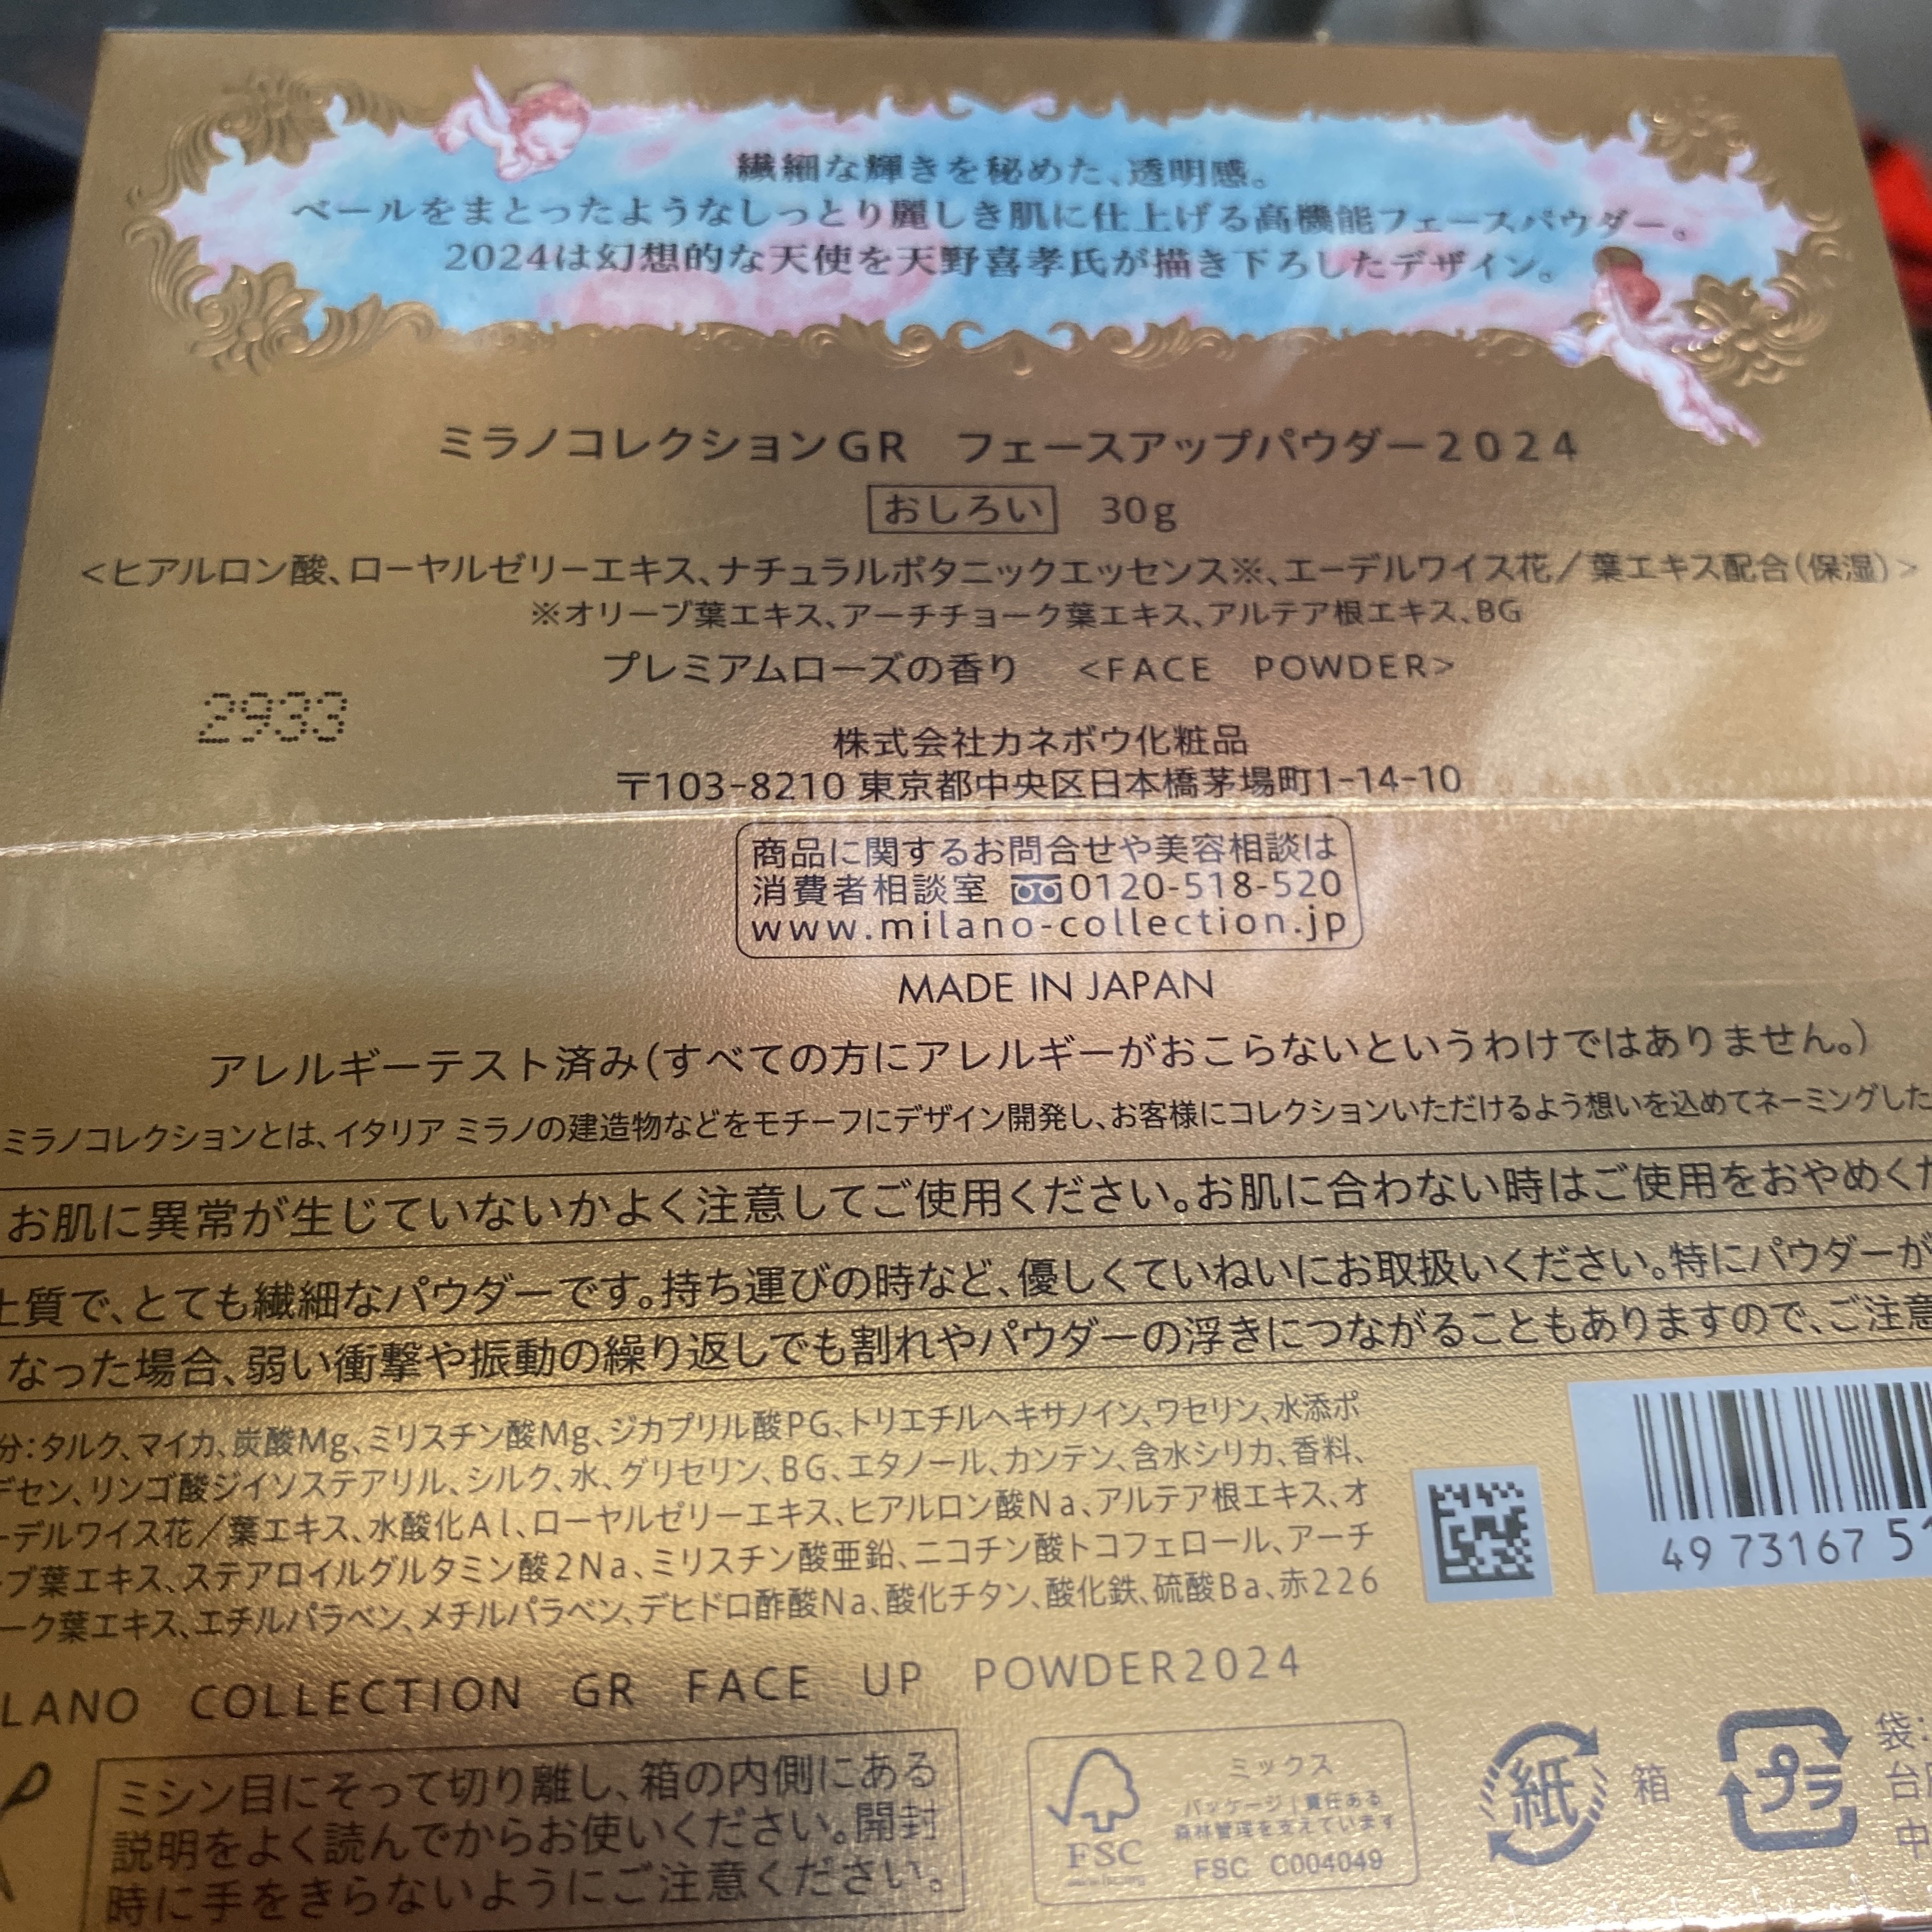 繊細な輝きを秘めた、透明感。
ベールをまとったようなしっとり麗しき肌に仕上げる高機能フェースパウダー。
2024は幻想的な天使を天野喜孝氏が描き下ろしたデザイン。
ミラノコレクションGR フェースアップパウダー2024
おしろい 30g
<ヒアルロン酸、ローヤルゼリーエキス、ナチュラルボタニックエッセンス※、エーデルワイス花／葉エキス配合(保湿)>
※オリーブ葉エキス、アーチチョーク葉エキス、アルテア根エキス、BG
プレミアムローズの香り <FACE POWDER>
2933
株式会社カネボウ化粧品
〒103-8210 東京都中央区日本橋茅場町1-14-10
商品に関するお問合せや美容相談は
消費者相談室 0120-518-520
www.milano-collection.jp
MADE IN JAPAN
アレルギーテスト済み(すべての方にアレルギーがおこらないというわけではありません。)
ミラノコレクションとは、イタリア ミラノの建造物などをモチーフにデザイン開発し、お客様にコレクションいただけるよう想いを込めてネーミングした
お肌に異常が生じていないかよく注意してご使用ください。お肌に合わない時はご使用をおやめくだ
質で、とても繊細なパウダーです。持ち運びの時など、優しくていねいにお取扱いください。特にパウダーが
なった場合、弱い衝撃や振動の繰り返しでも割れやパウダーの浮きにつながることもありますので、ご注意
分:タルク、マイカ、炭酸Mg、ミリスチン酸Mg、ジカプリル酸PG、トリエチルヘキサノイン、ワセリン、水添ポ
デセン、リンゴ酸ジイソステアリル、シルク、水、グリセリン、BG、エタノール、カンテン、含水シリカ、香料、
ーデルワイス花／葉エキス、水酸化Al、ローヤルゼリーエキス、ヒアルロン酸Na、アルテア根エキス、オ
ーブ葉エキス、ステアロイルグルタミン酸2Na、ミリスチン酸亜鉛、ニコチン酸トコフェロール、アーチ
ーク葉エキス、エチルパラベン、メチルパラベン、デヒドロ酢酸Na、酸化チタン、酸化鉄、硫酸Ba、赤226
49 73167 51
LANO COLLECTION GR FACE UP POWDER2024
ミシン目にそって切り離し、箱の内側にある
説明をよく読んでからお使いください。開封
時に手をきらないようにご注意ください。
ミックス
パッケージ｜責任ある
森林管理を支えています
FSC
FSC C004049
紙 箱
プラ
袋:
台
中